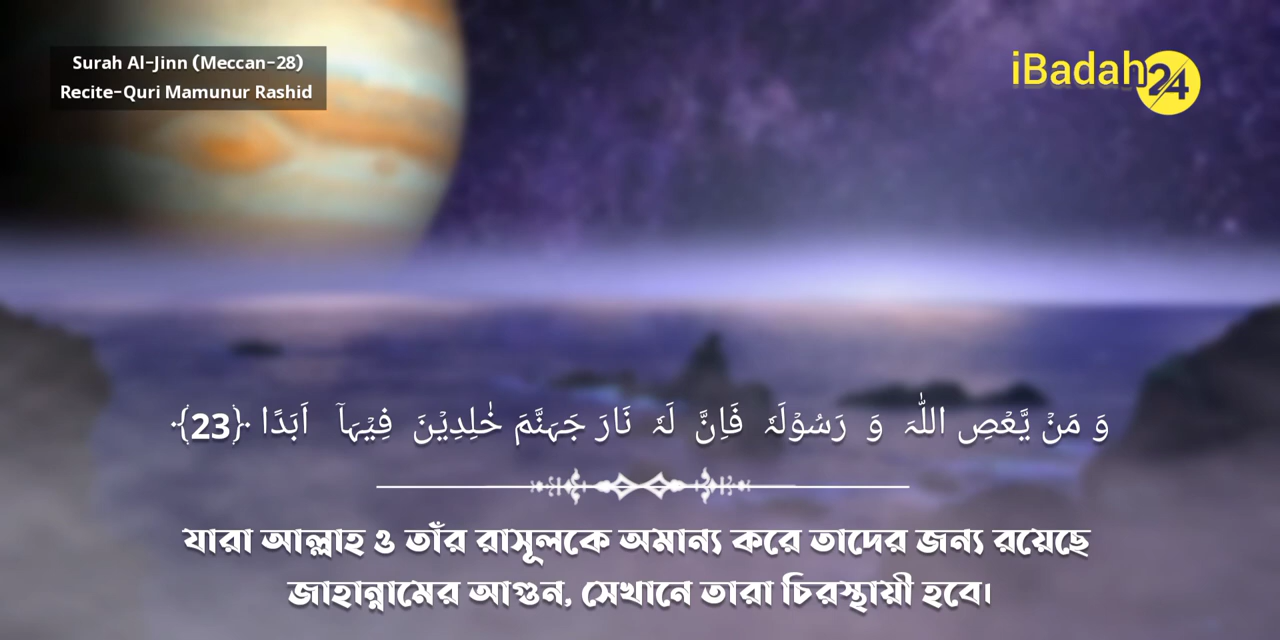 Surah Al-Jinn (Meccan-28)
Recite-Quri Mamunur Rashid
iBadah24
وَ مَنۡ یَّعۡصِ اللّٰہَ وَ رَسُوۡلَہٗ فَاِنَّ لَہٗ نَارَ جَہَنَّمَ خٰلِدِیۡنَ فِیۡہَاۤ اَبَدًا ﴿23﴾
যারা আল্লাহ ও তাঁর রাসূলকে অমান্য করে তাদের জন্য রয়েছে
জাহান্নামের আগুন, সেখানে তারা চিরস্থায়ী হবে।